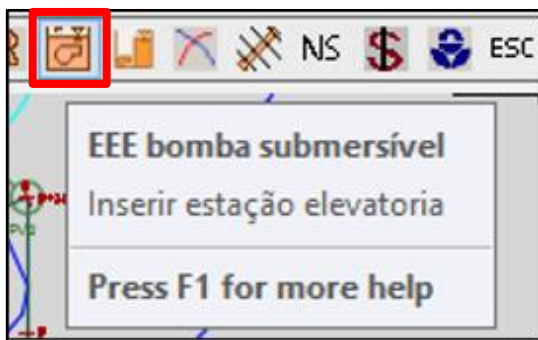 NS $ ESC
EEE bomba submersível
Inserir estação elevatoria
Press F1 for more help